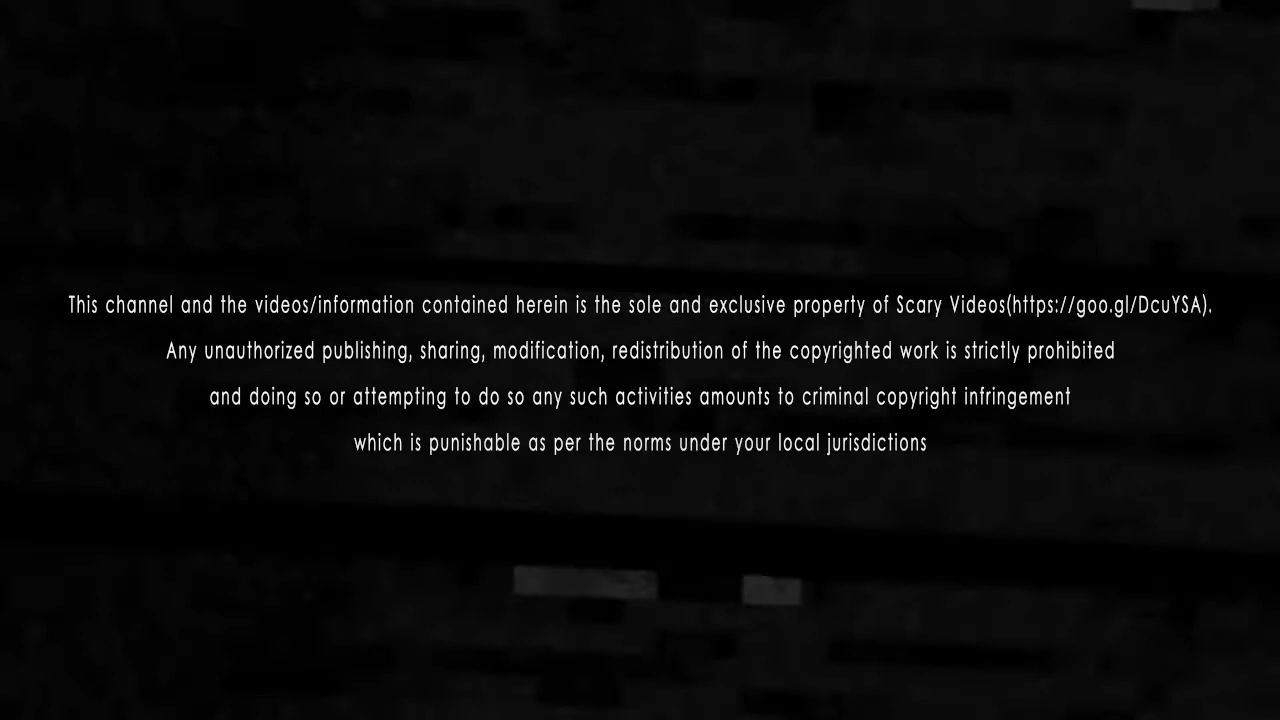 This channel and the videos/information contained herein is the sole and exclusive property of Scary Videos(https://goo.gl/DcuYSA).
Any unauthorized publishing, sharing, modification, redistribution of the copyrighted work is strictly prohibited
and doing so or attempting to do so any such activities amounts to criminal copyright infringement
which is punishable as per the norms under your local jurisdictions